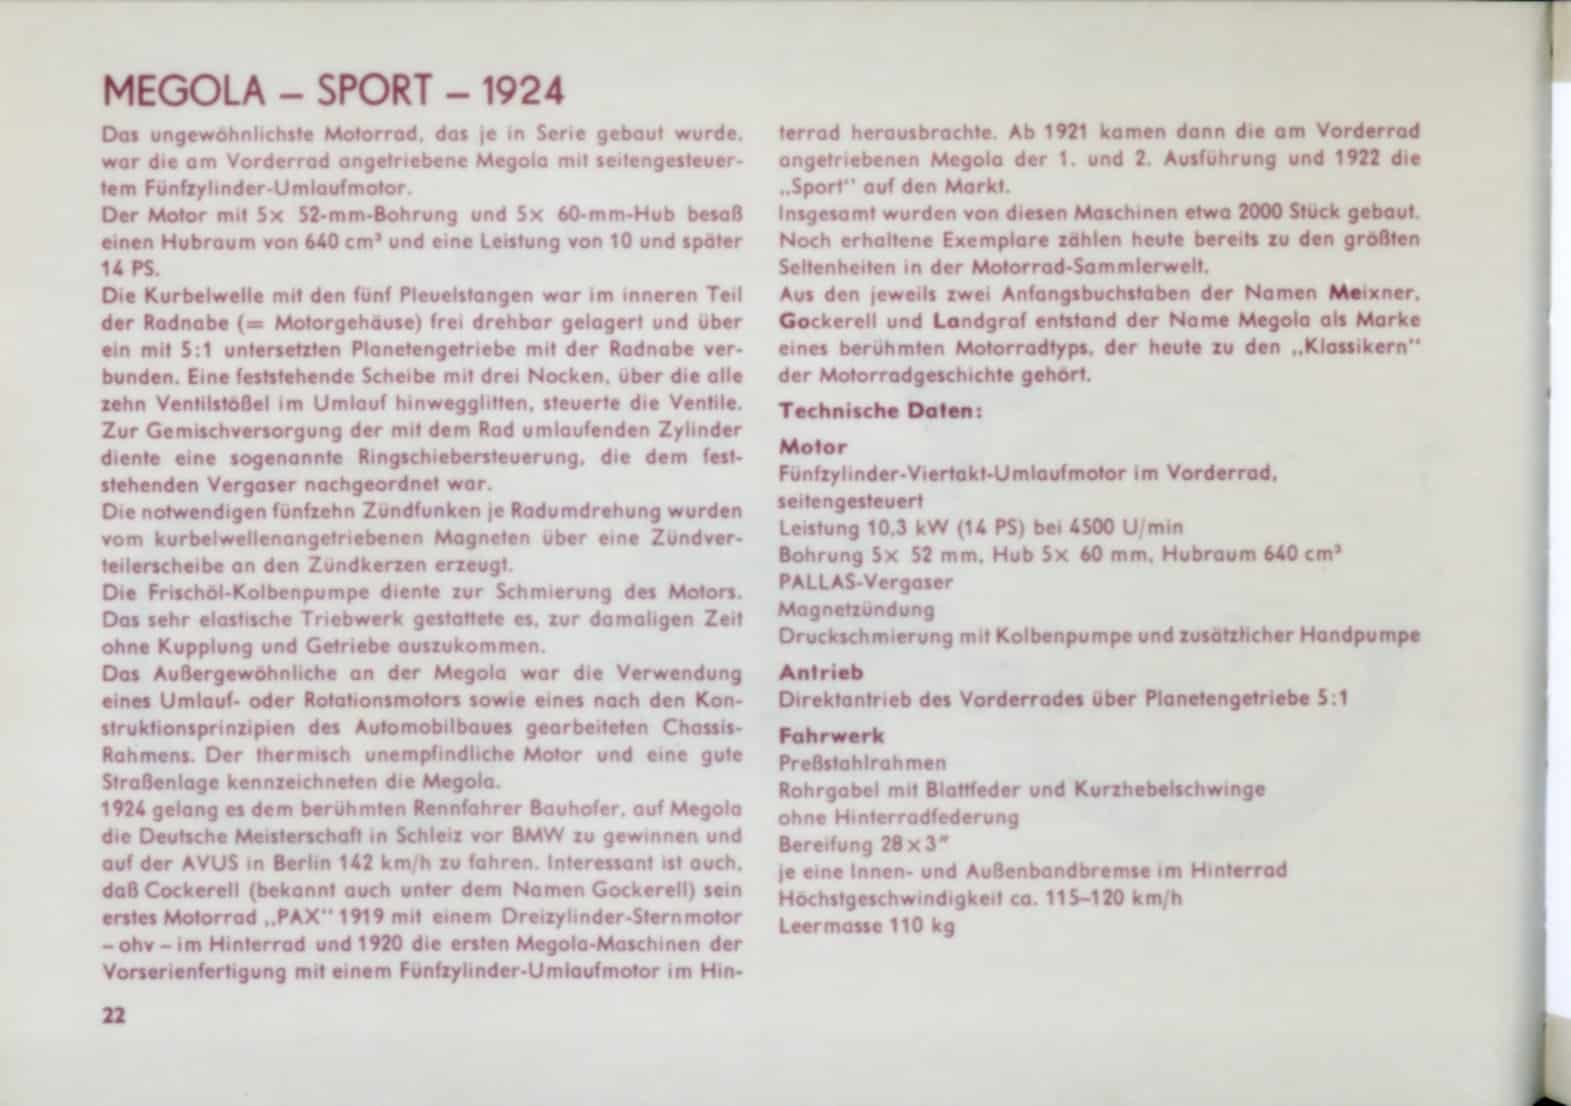 MEGOLA – SPORT – 1924
Das ungewöhnlichste Motorrad, das je in Serie gebaut wurde,
war die am Vorderrad angetriebene Megola mit seitengesteuer-
tem Fünfzylinder-Umlaufmotor.
Der Motor mit 5× 52-mm-Bohrung und 5× 60-mm-Hub besaß
einen Hubraum von 640 cm³ und eine Leistung von 10 und später
14 PS.
Die Kurbelwelle mit den fünf Pleuelstangen war im inneren Teil
der Radnabe (= Motorgehäuse) frei drehbar gelagert und über
ein mit 5:1 untersetzten Planetengetriebe mit der Radnabe ver-
bunden. Eine feststehende Scheibe mit drei Nocken, über die alle
zehn Ventilstößel im Umlauf hinwegglitten, steuerte die Ventile.
Zur Gemischversorgung der mit dem Rad umlaufenden Zylinder
diente eine sogenannte Ringschiebersteuerung, die dem fest-
stehenden Vergaser nachgeordnet war.
Die notwendigen fünfzehn Zündfunken je Radumdrehung wurden
vom kurbelwellenangetriebenen Magneten über eine Zündver-
teilerscheibe an den Zündkerzen erzeugt.
Die Frischöl-Kolbenpumpe diente zur Schmierung des Motors.
Das sehr elastische Triebwerk gestattete es, zur damaligen Zeit
ohne Kupplung und Getriebe auszukommen.
Das Außergewöhnliche an der Megola war die Verwendung
eines Umlauf- oder Rotationsmotors sowie eines nach den Kon-
struktionsprinzipien des Automobilbaues gearbeiteten Chassis-
Rahmens. Der thermisch unempfindliche Motor und eine gute
Straßenlage kennzeichneten die Megola.
1924 gelang es dem berühmten Rennfahrer Bauhofer, auf Megola
die Deutsche Meisterschaft in Schleiz vor BMW zu gewinnen und
auf der AVUS in Berlin 142 km/h zu fahren. Interessant ist auch,
daß Cockerell (bekannt auch unter dem Namen Gockerell) sein
erstes Motorrad „PAX“ 1919 mit einem Dreizylinder-Sternmotor
– ohv – im Hinterrad und 1920 die ersten Megola-Maschinen der
Vorserienfertigung mit einem Fünfzylinder-Umlaufmotor im Hin-
22
terrad herausbrachte. Ab 1921 kamen dann die am Vorderrad
angetriebenen Megola der 1. und 2. Ausführung und 1922 die
„Sport“ auf den Markt.
Insgesamt wurden von diesen Maschinen etwa 2000 Stück gebaut.
Noch erhaltene Exemplare zählen heute bereits zu den größten
Seltenheiten in der Motorrad-Sammlerwelt.
Aus den jeweils zwei Anfangsbuchstaben der Namen Meixner,
Gockerell und Landgraf entstand der Name Megola als Marke
eines berühmten Motorradtyps, der heute zu den „Klassikern“
der Motorradgeschichte gehört.
Technische Daten:
Motor
Fünfzylinder-Viertakt-Umlaufmotor im Vorderrad,
seitengesteuert
Leistung 10,3 kW (14 PS) bei 4500 U/min
Bohrung 5× 52 mm, Hub 5× 60 mm, Hubraum 640 cm³
PALLAS-Vergaser
Magnetzündung
Druckschmierung mit Kolbenpumpe und zusätzlicher Handpumpe
Antrieb
Direktantrieb des Vorderrades über Planetengetriebe 5:1
Fahrwerk
Preßstahlrahmen
Rohrgabel mit Blattfeder und Kurzhebelschwinge
ohne Hinterradfederung
Bereifung 28 × 3″
je eine Innen- und Außenbandbremse im Hinterrad
Höchstgeschwindigkeit ca. 115–120 km/h
Leermasse 110 kg